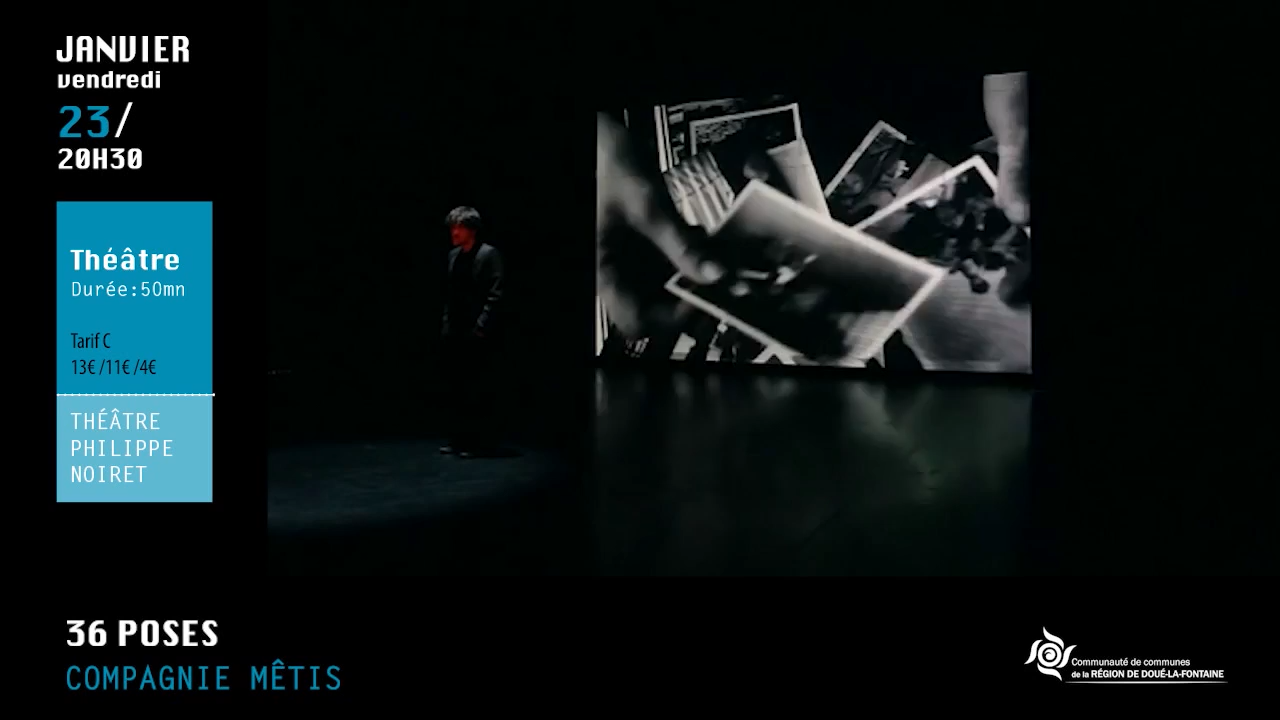 JANVIER
vendredi
23/
20H30
Théâtre
Durée:50mn
Tarif C
13€ /11€ /4€
THÉÂTRE
PHILIPPE
NOIRET
36 POSES
COMPAGNIE MÊTIS
Communauté de communes
de la RÉGION DE DOUÉ-LA-FONTAINE